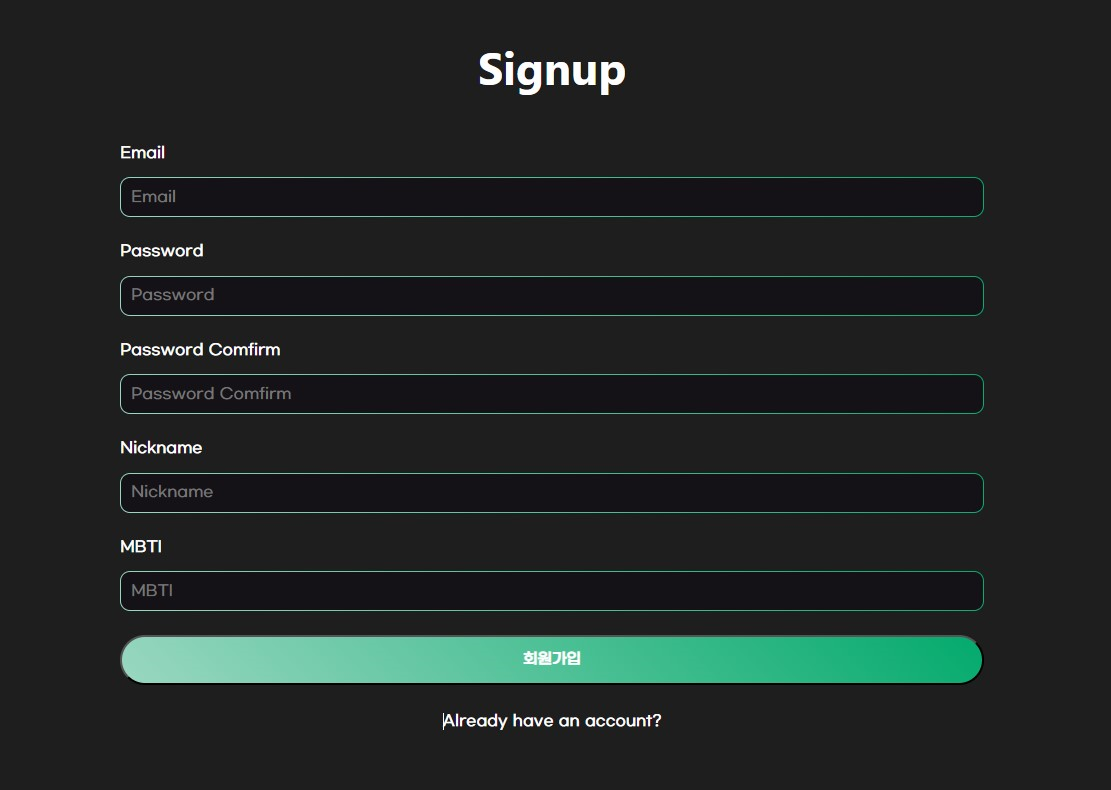 Signup
Email
Email
Password
Password
Password Comfirm
Password Comfirm
Nickname
Nickname
MBTI
MBTI
회원가입
Already have an account?